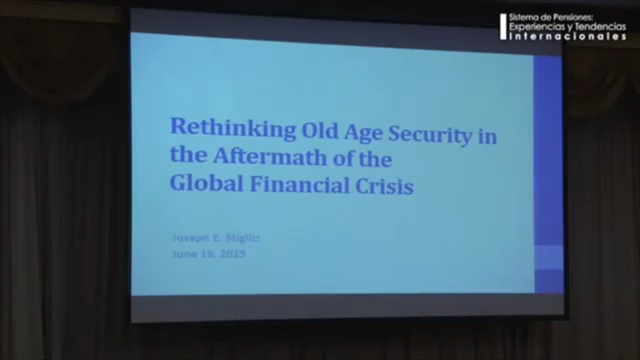 Sistema de Pensiones:
Experiencias y Tendencias
Internacionales
Rethinking Old Age Security in
the Aftermath of the
Global Financial Crisis
Joseph E. Stiglitz
June 16, 2015